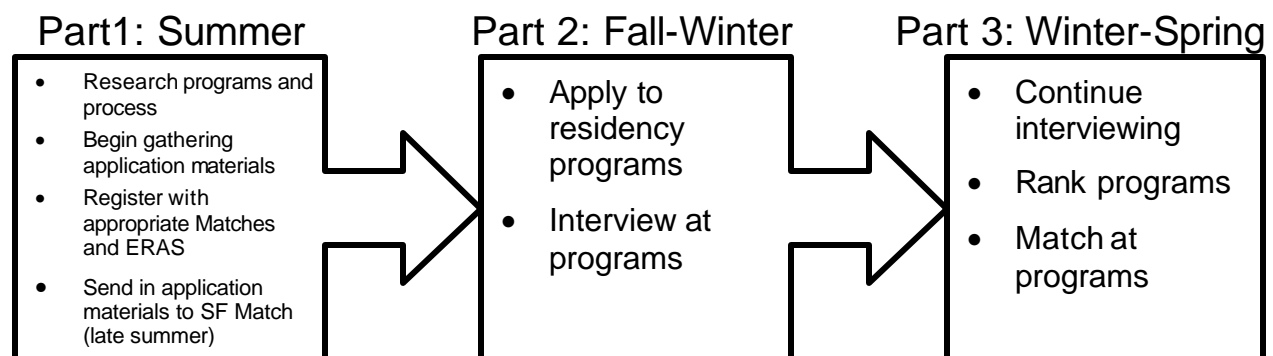 Part1: Summer
• Research programs and
process
• Begin gathering
application materials
• Register with
appropriate Matches
and ERAS
• Send in application
materials to SF Match
(late summer)
Part 2: Fall-Winter
• Apply to
residency
programs
• Interview at
programs
Part 3: Winter-Spring
• Continue
interviewing
• Rank programs
• Match at
programs